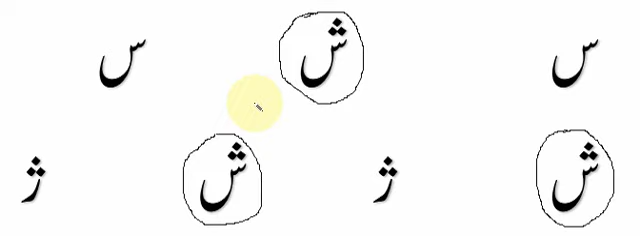 س ش س
ش ژ ش ژ